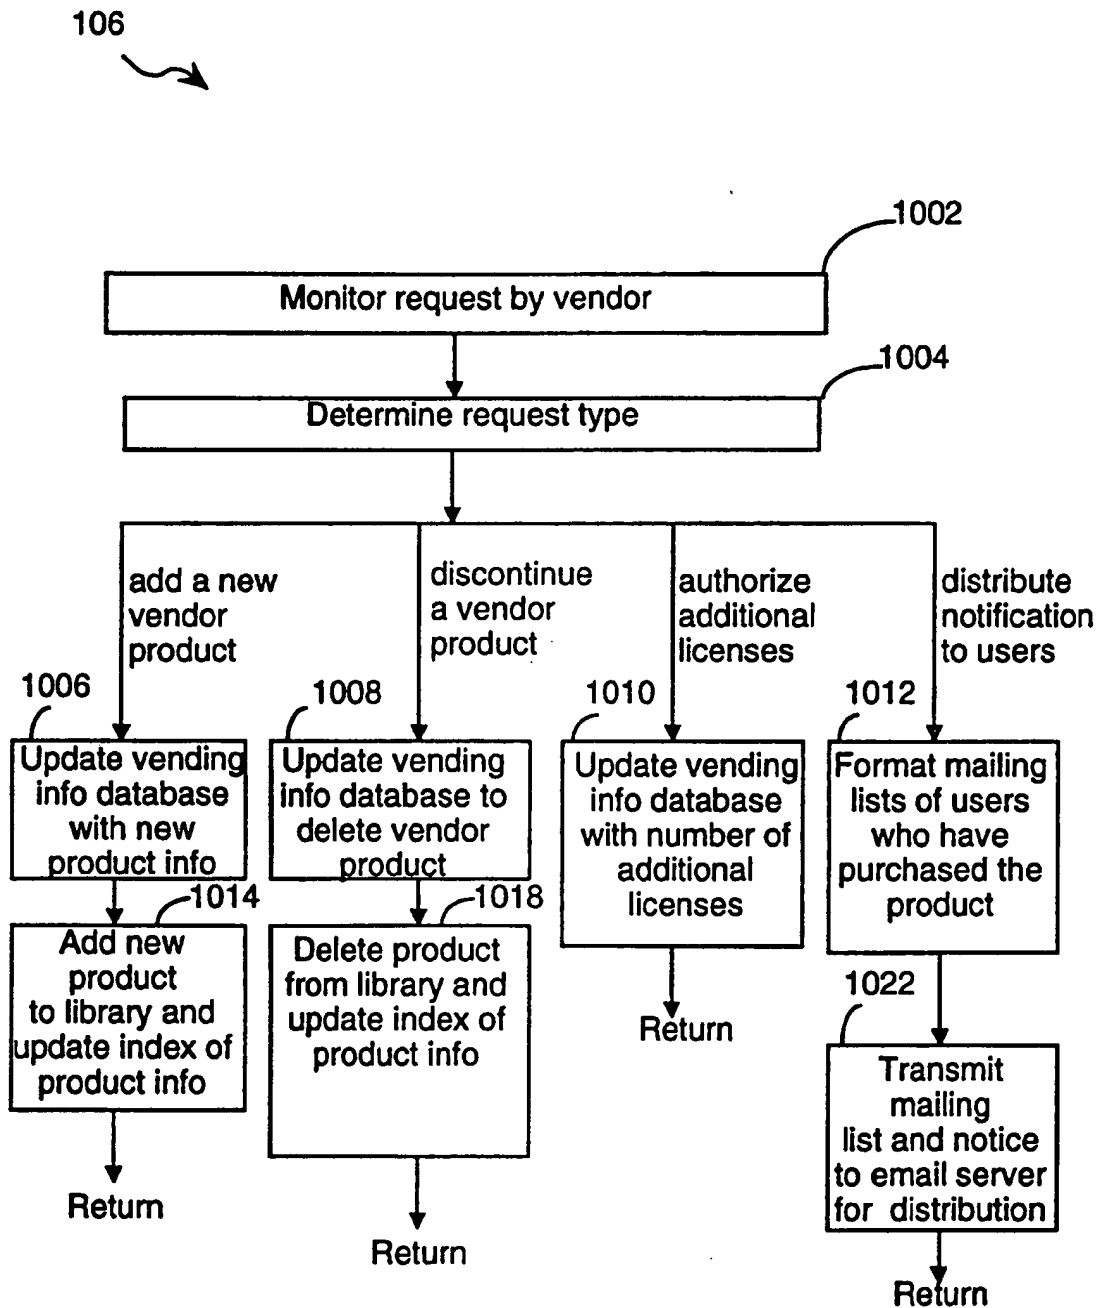 106
1002
Monitor request by vendor
1004
Determine request type
add a new
vendor
product
discontinue
a vendor
product
authorize
additional
licenses
distribute
notification
to users
1006
Update vending
info database
with new
product info
1008
Update vending
info database to
delete vendor
product
1010
Update vending
info database
with number of
additional
licenses
1012
Format mailing
lists of users
who have
purchased the
product
1014
Add new
product
to library and
update index of
product info
Return
1018
Delete product
from library and
update index of
product info
Return
Return
1022
Transmit
mailing
list and notice
to email server
for distribution
Return